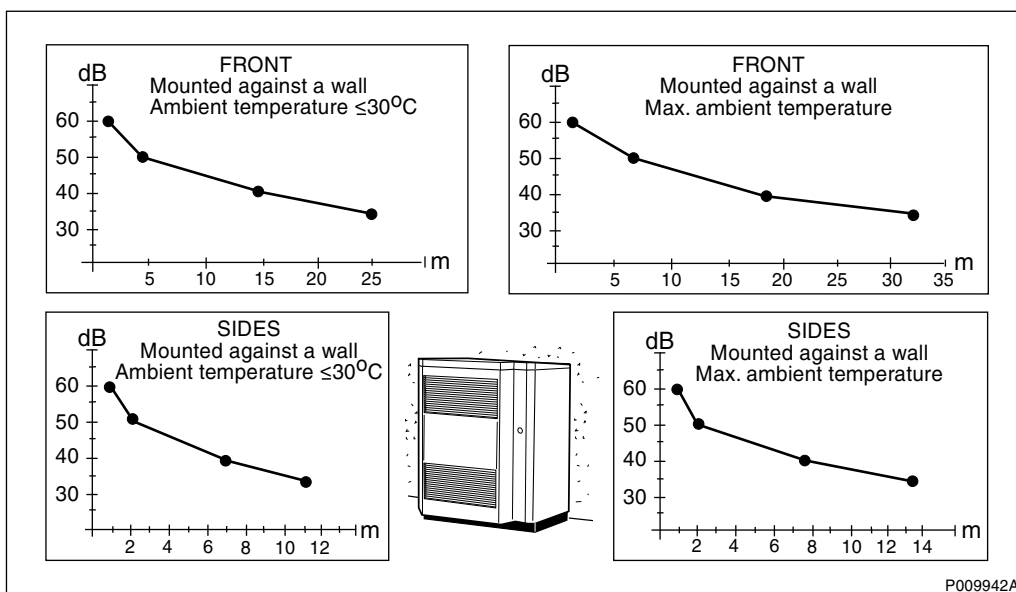 dB
FRONT
Mounted against a wall
Ambient temperature ≤30°C
60
50
40
30
5 10 15 20 25 m
dB
FRONT
Mounted against a wall
Max. ambient temperature
60
50
40
30
5 10 15 20 25 30 35 m
dB
SIDES
Mounted against a wall
Ambient temperature ≤30°C
60
50
40
30
2 4 6 8 10 12 m
dB
SIDES
Mounted against a wall
Max. ambient temperature
60
50
40
30
2 4 6 8 10 12 14 m
P009942A